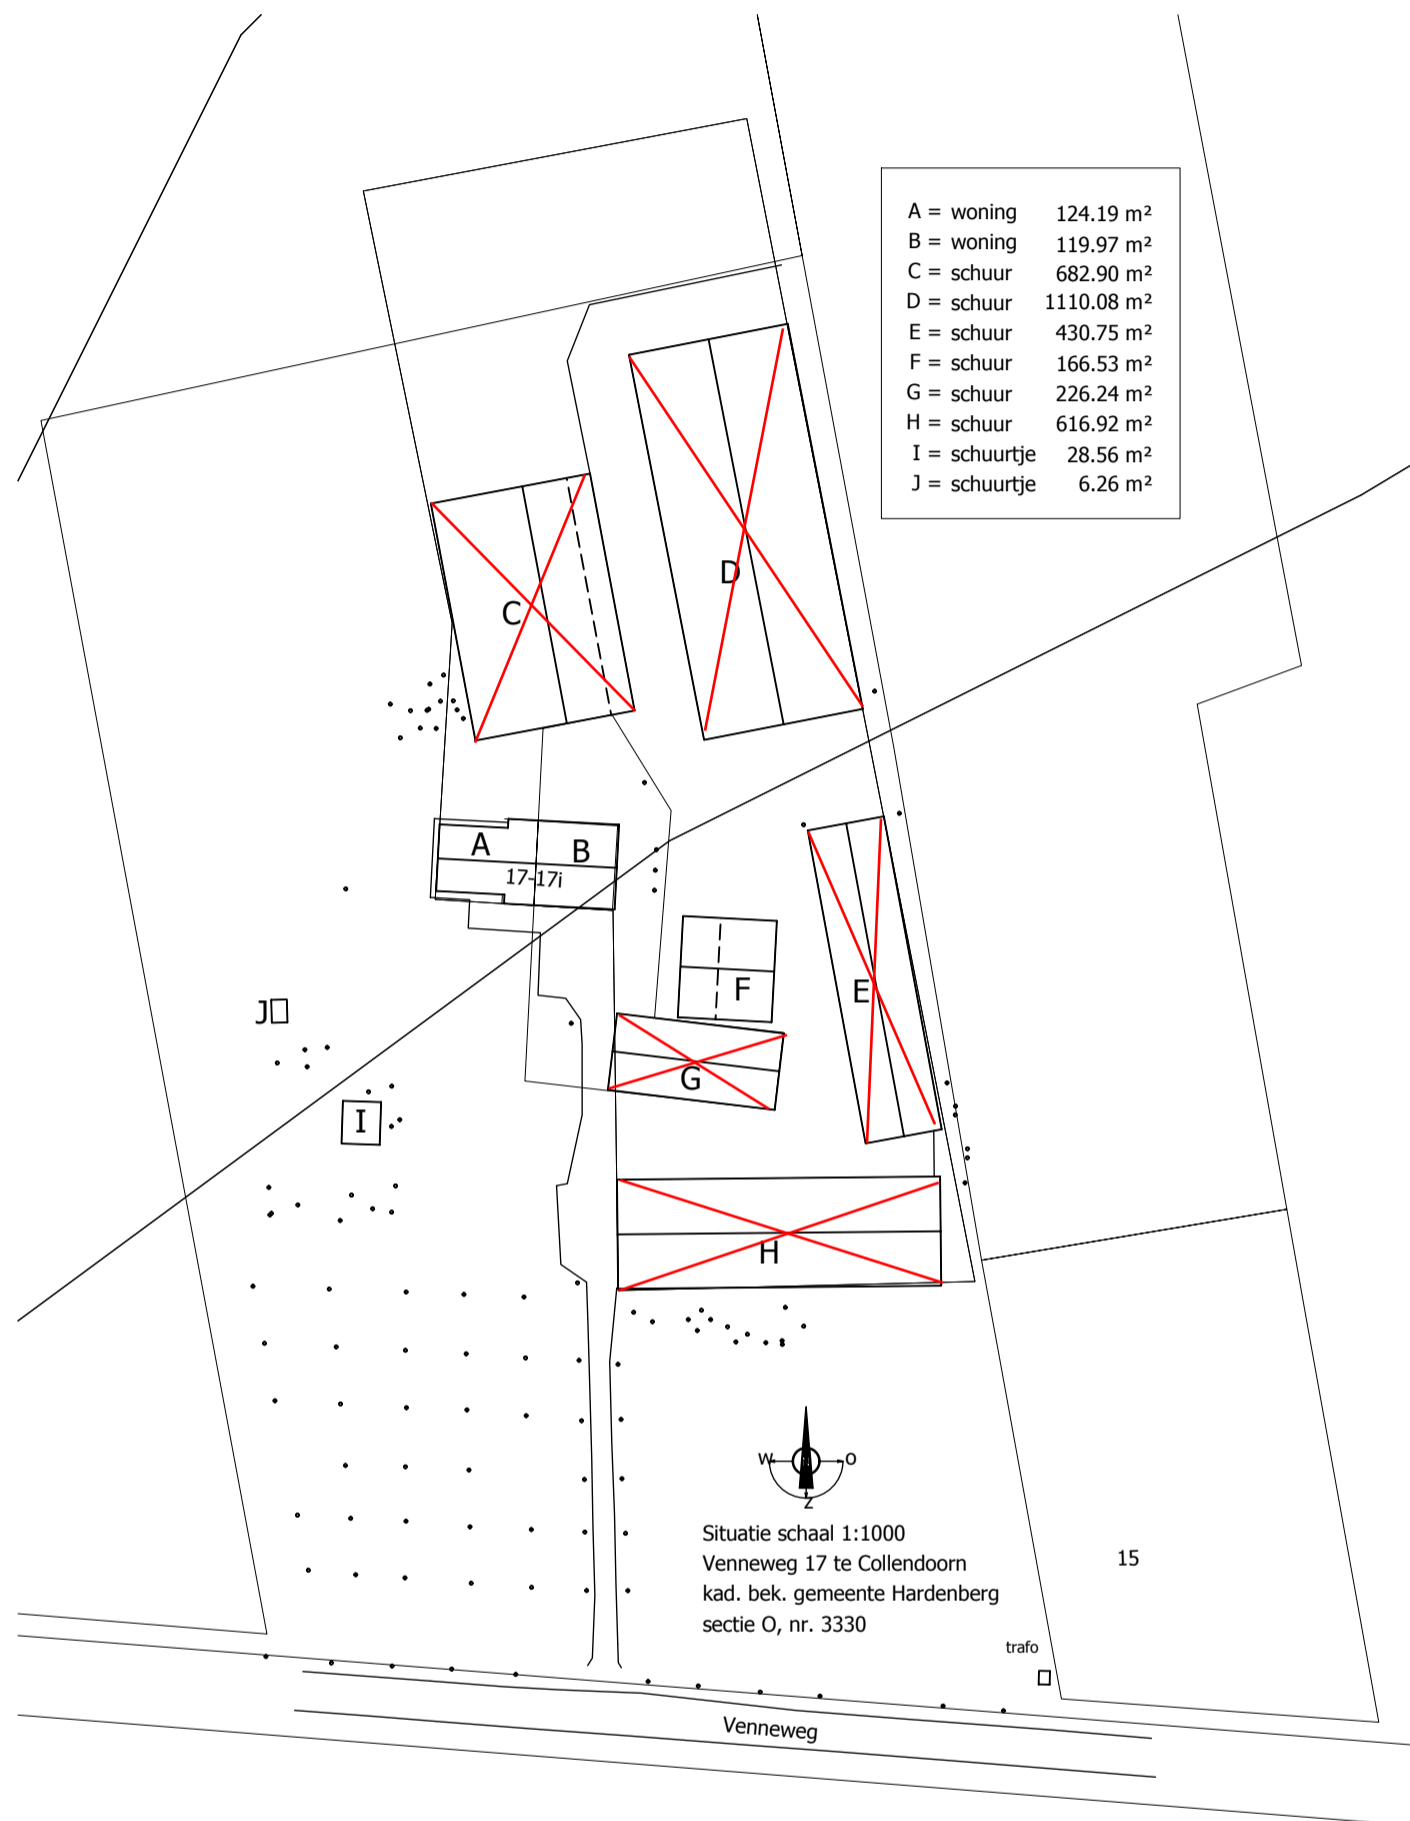 A = woning 124.19 m²
B = woning 119.97 m²
C = schuur 682.90 m²
D = schuur 1110.08 m²
E = schuur 430.75 m²
F = schuur 166.53 m²
G = schuur 226.24 m²
H = schuur 616.92 m²
I = schuurtje 28.56 m²
J = schuurtje 6.26 m²
D
C
A
B
17-17i
F
E
J
G
I
H
W
O
Z
Situatie schaal 1:1000
Venneweg 17 te Collendoorn
kad. bek. gemeente Hardenberg
sectie O, nr. 3330
15
trafo
Venneweg